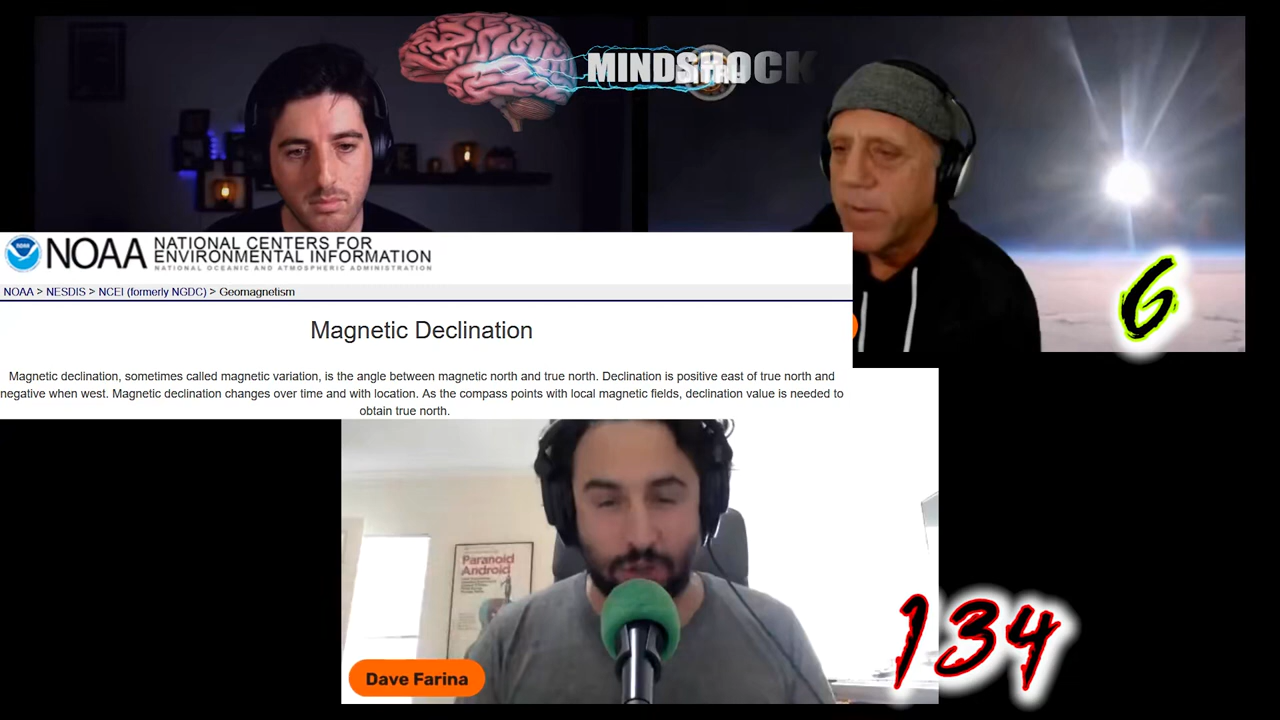 MINDSHOCK
6
NOAA NATIONAL CENTERS FOR
ENVIRONMENTAL INFORMATION
NATIONAL OCEANIC AND ATMOSPHERIC ADMINISTRATION
NOAA > NESDIS > NCEI (formerly NGDC) > Geomagnetism
Magnetic Declination
Magnetic declination, sometimes called magnetic variation, is the angle between magnetic north and true north. Declination is positive east of true north and
negative when west. Magnetic declination changes over time and with location. As the compass points with local magnetic fields, declination value is needed to
obtain true north.
Paranoid
Android
Dave Farina
134